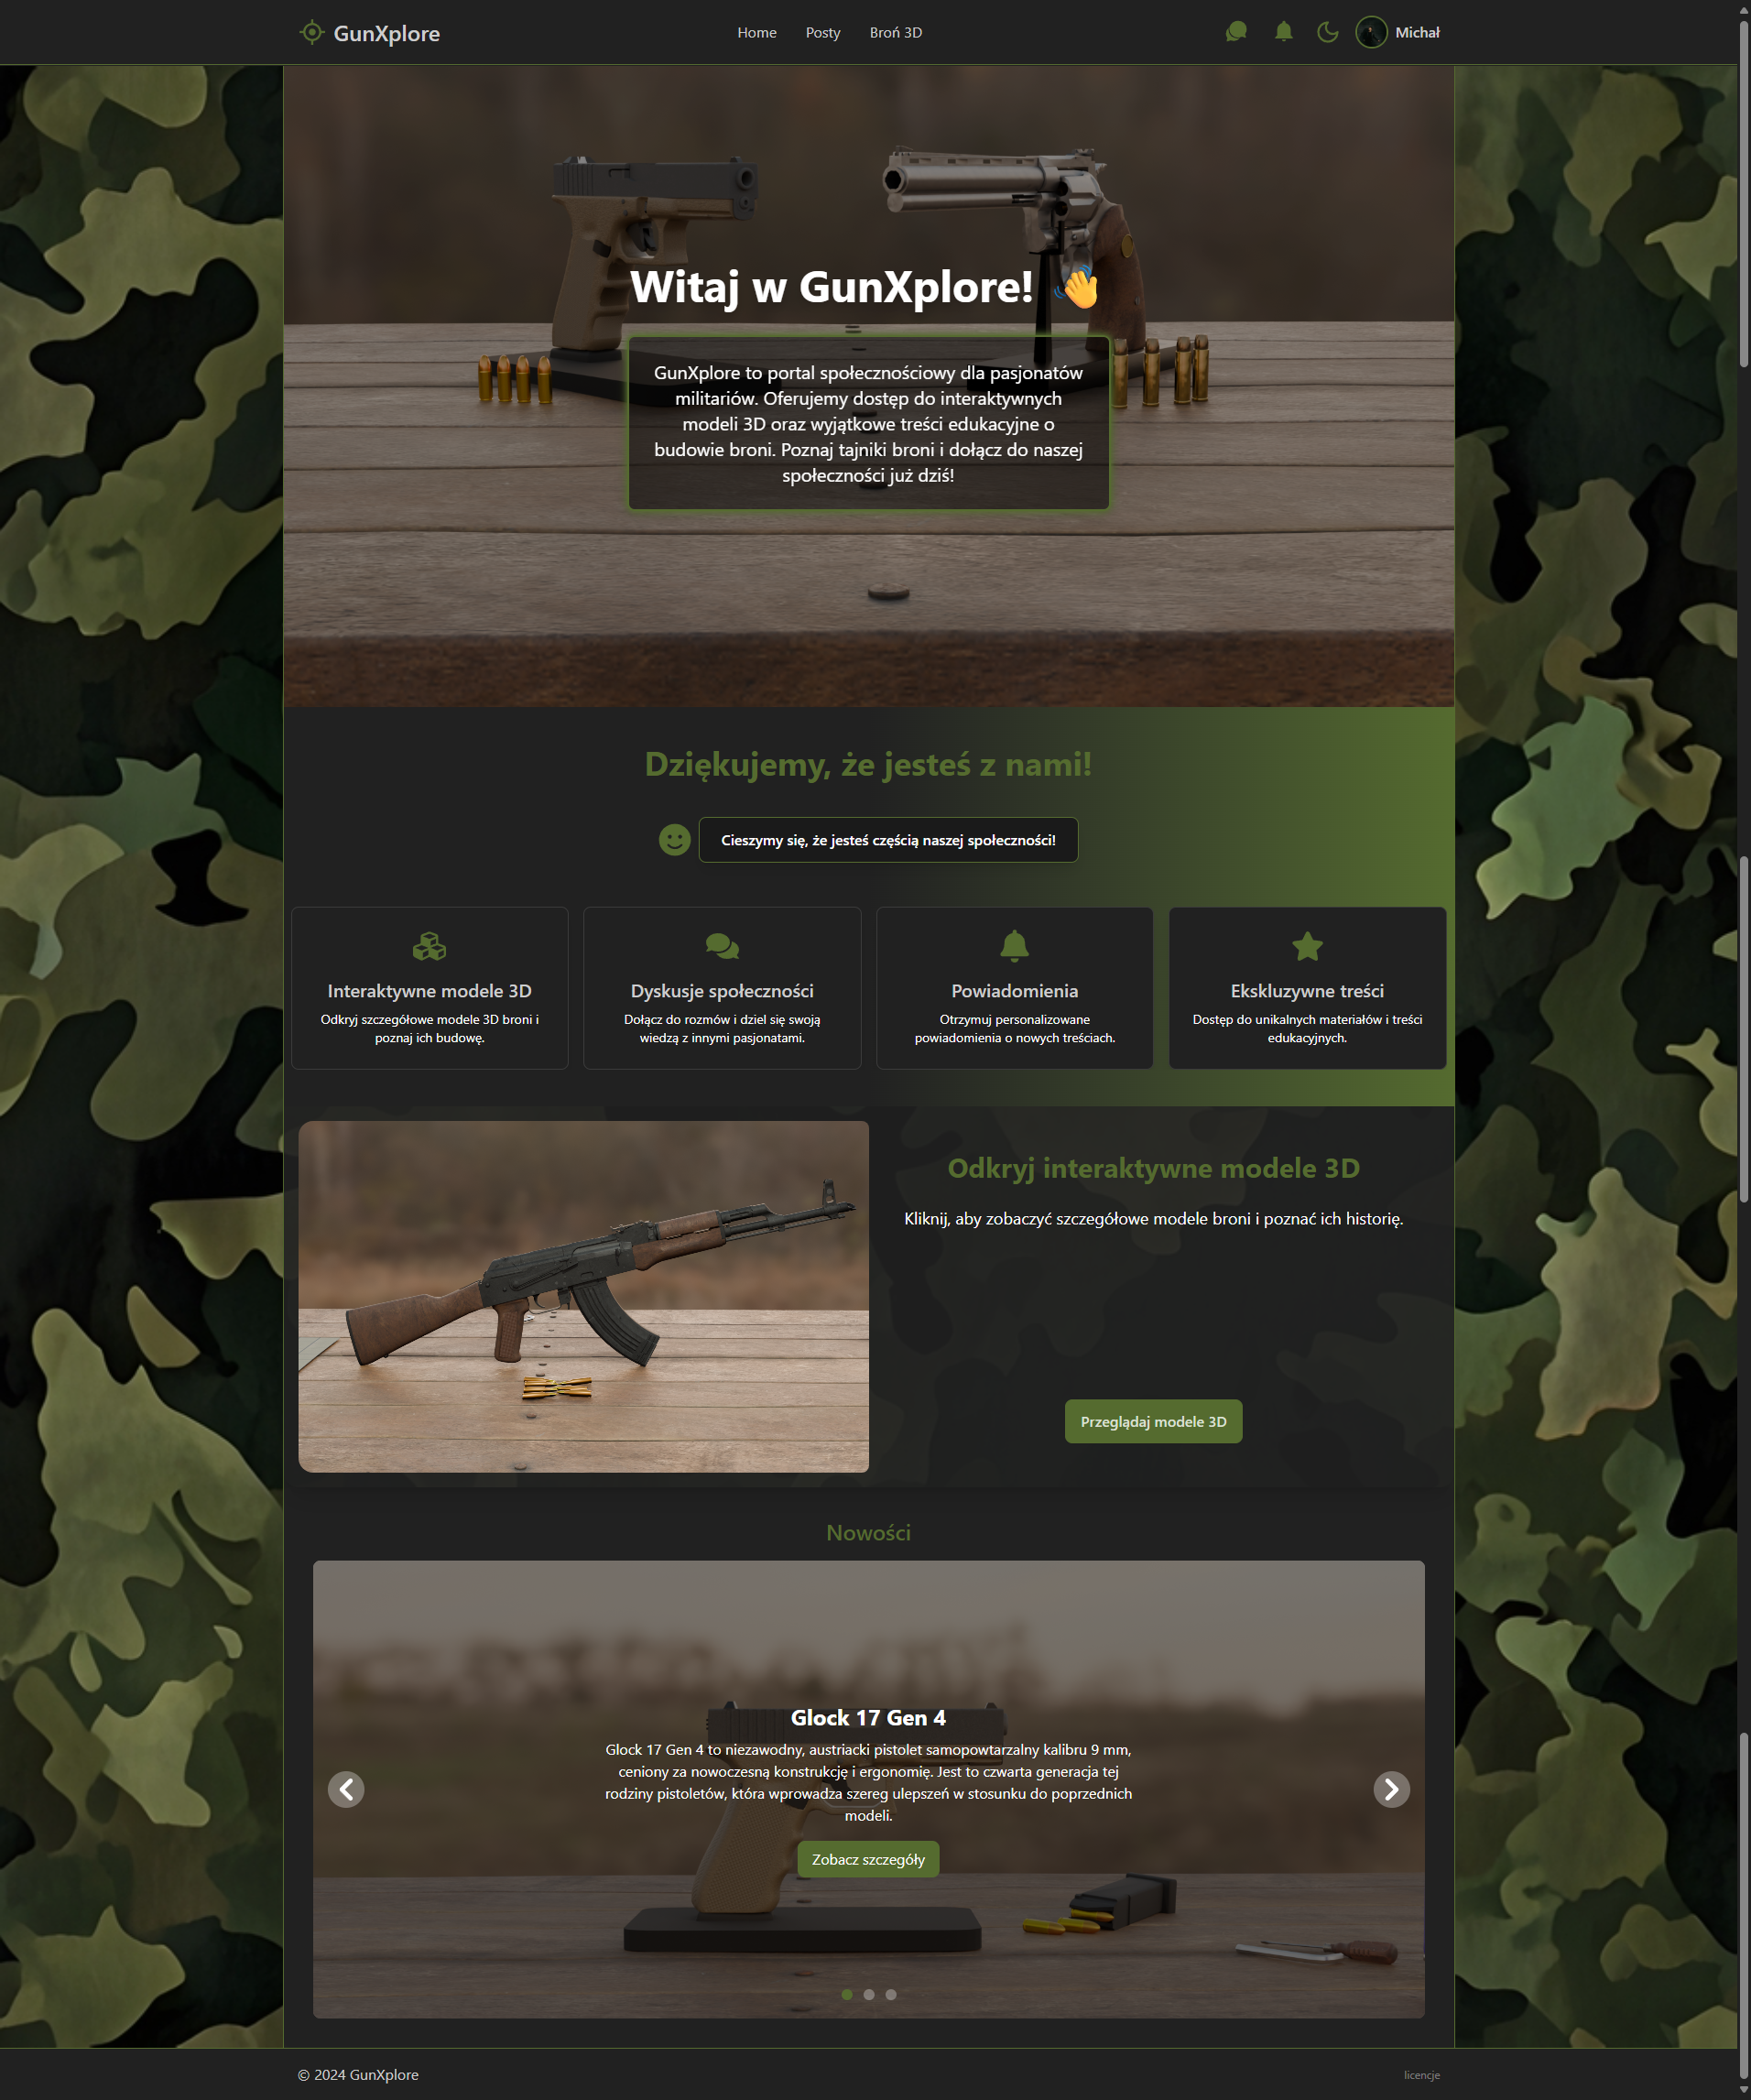 GunXplore
Home
Posty
Broń 3D
Michał
Witaj w GunXplore! 👋
GunXplore to portal społecznościowy dla pasjonatów
militariów. Oferujemy dostęp do interaktywnych
modeli 3D oraz wyjątkowe treści edukacyjne o
budowie broni. Poznaj tajniki broni i dołącz do naszej
społeczności już dziś!
Dziękujemy, że jesteś z nami!
Cieszymy się, że jesteś częścią naszej społeczności!
Interaktywne modele 3D
Odkryj szczegółowe modele 3D broni i
poznaj ich budowę.
Dyskusje społeczności
Dołącz do rozmów i dziel się swoją
wiedzą z innymi pasjonatami.
Powiadomienia
Otrzymuj personalizowane
powiadomienia o nowych treściach.
Ekskluzywne treści
Dostęp do unikalnych materiałów i treści
edukacyjnych.
Odkryj interaktywne modele 3D
Kliknij, aby zobaczyć szczegółowe modele broni i poznać ich historię.
Przeglądaj modele 3D
Nowości
Glock 17 Gen 4
Glock 17 Gen 4 to niezawodny, austriacki pistolet samopowtarzalny kalibru 9 mm,
ceniony za nowoczesną konstrukcję i ergonomię. Jest to czwarta generacja tej
rodziny pistoletów, która wprowadza szereg ulepszeń w stosunku do poprzednich
modeli.
Zobacz szczegóły
© 2024 GunXplore
licencje